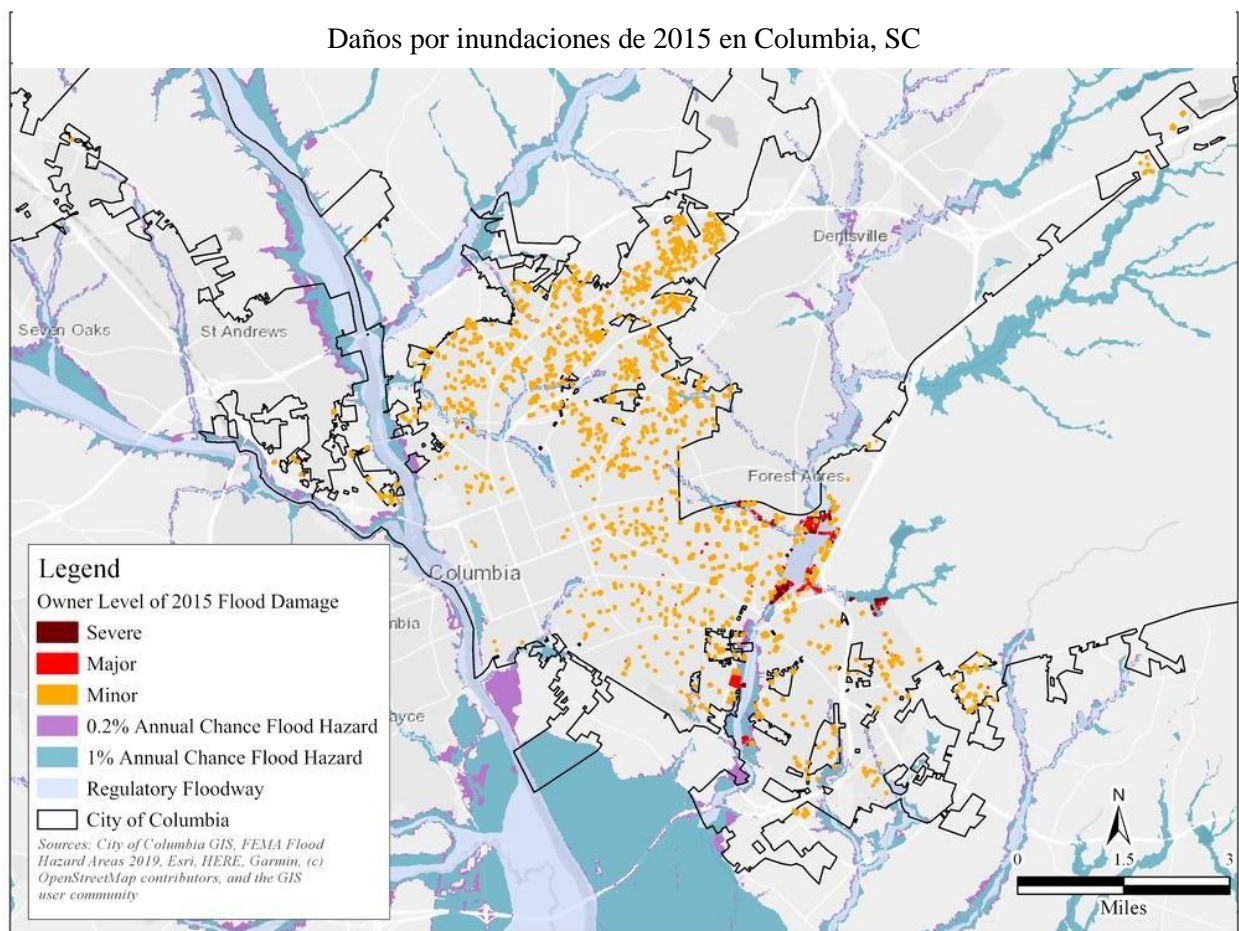 Daños por inundaciones de 2015 en Columbia, SC
Dentsville
Seven Oaks
St Andrews
Forest Acres
Columbia
Legend
Owner Level of 2015 Flood Damage
Severe
Major
Minor
0.2% Annual Chance Flood Hazard
1% Annual Chance Flood Hazard
Regulatory Floodway
City of Columbia
Sources: City of Columbia GIS, FEMA Flood
Hazard Areas 2019, Esri, HERE, Garmin, (c)
OpenStreetMap contributors, and the GIS
user community
mbia
ayce
N
0 1.5 3
Miles